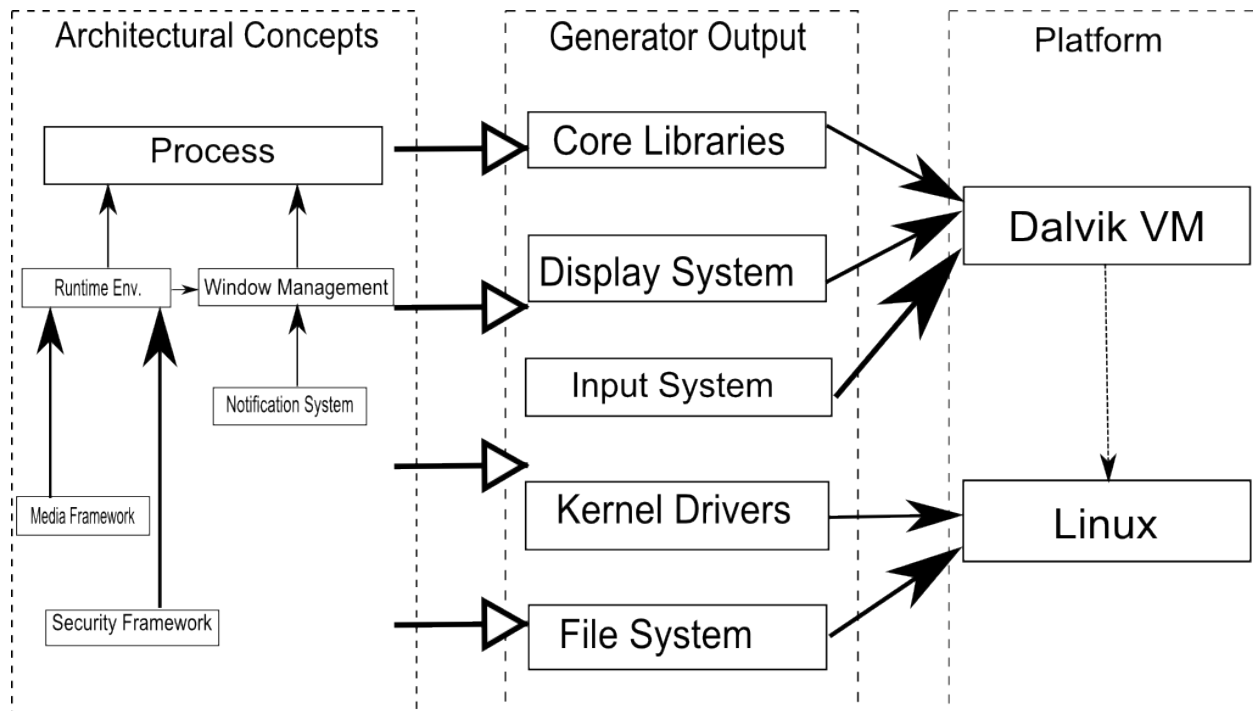 Architectural Concepts
Process
Runtime Env.
Window Management
Notification System
Media Framework
Security Framework
Generator Output
Core Libraries
Display System
Input System
Kernel Drivers
File System
Platform
Dalvik VM
Linux